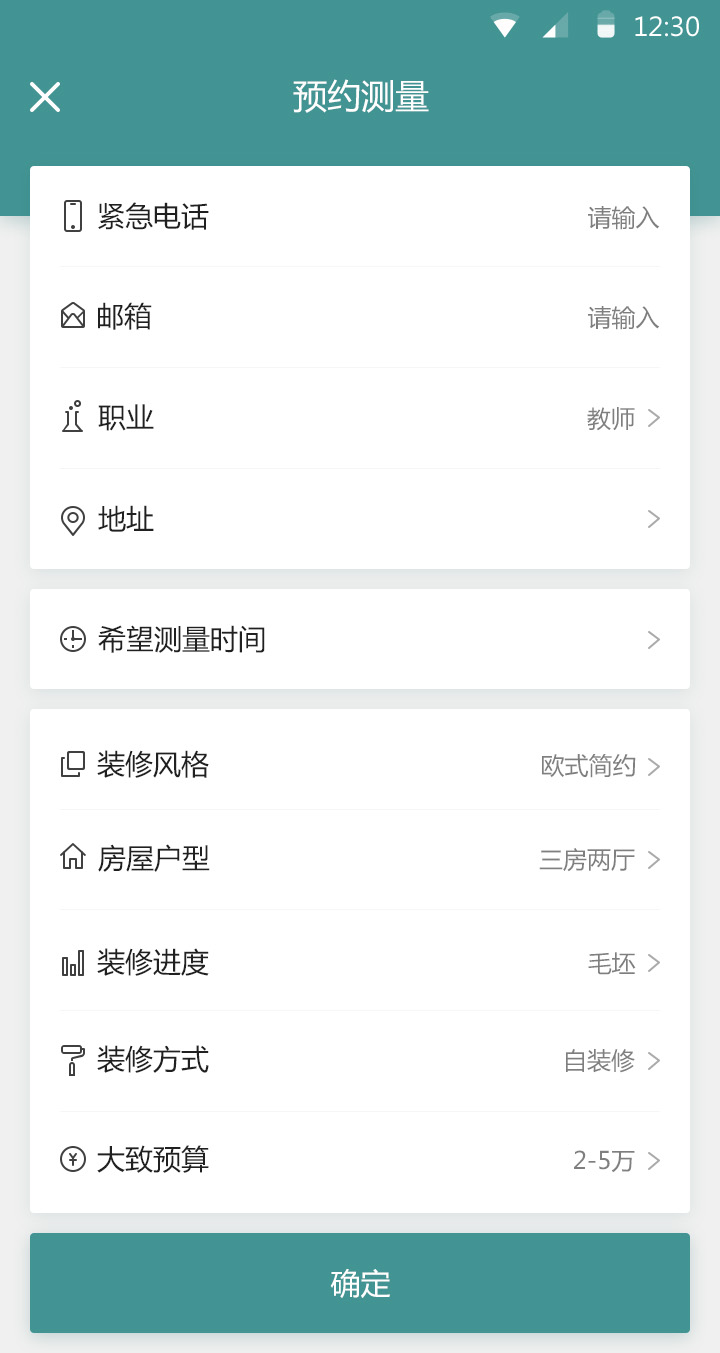 12:30
预约测量
紧急电话 请输入
邮箱 请输入
职业 教师
地址
希望测量时间
装修风格 欧式简约
房屋户型 三房两厅
装修进度 毛坯
装修方式 自装修
大致预算 2-5万
确定